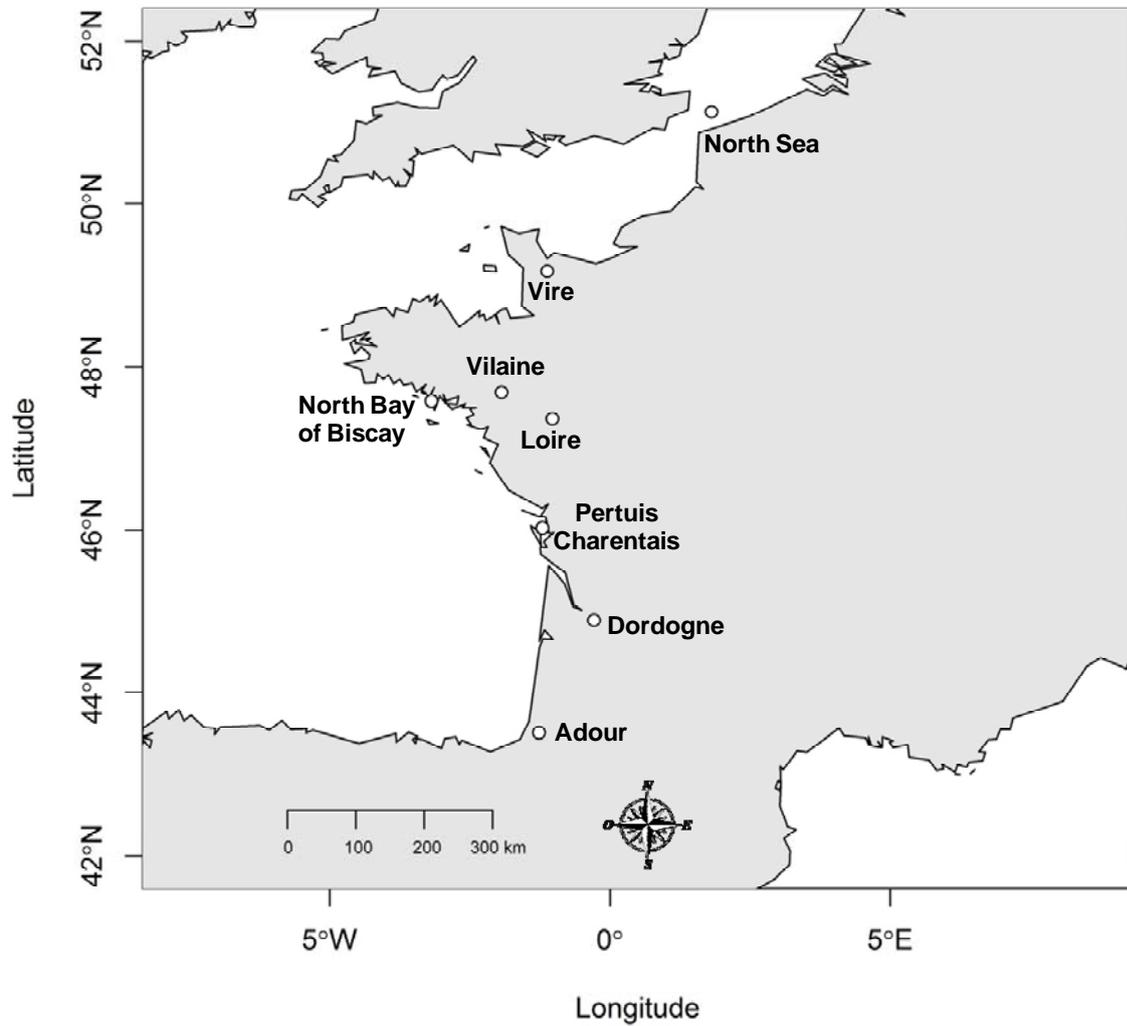 52°N
North Sea
50°N
Vire
48°N
Vilaine
North Bay
of Biscay
Loire
Latitude
Pertuis
Charentais
46°N
Dordogne
44°N
Adour
N
O
E
S
0
100
200
300 km
42°N
5°W
0°
5°E
Longitude